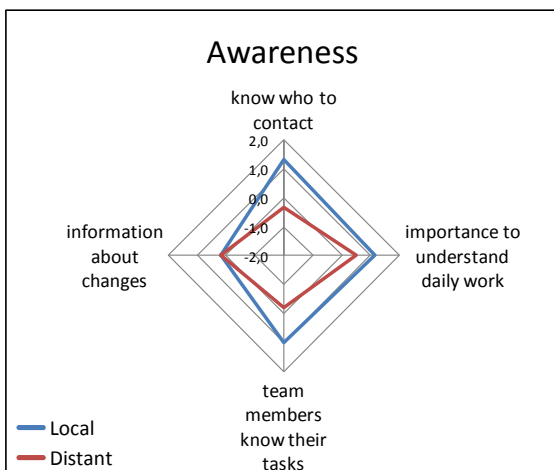 Awareness
know who to
contact
2,0
1,0
0,0
-1,0
-2,0
information
about
changes
importance to
understand
daily work
team
members
know their
tasks
Local
Distant